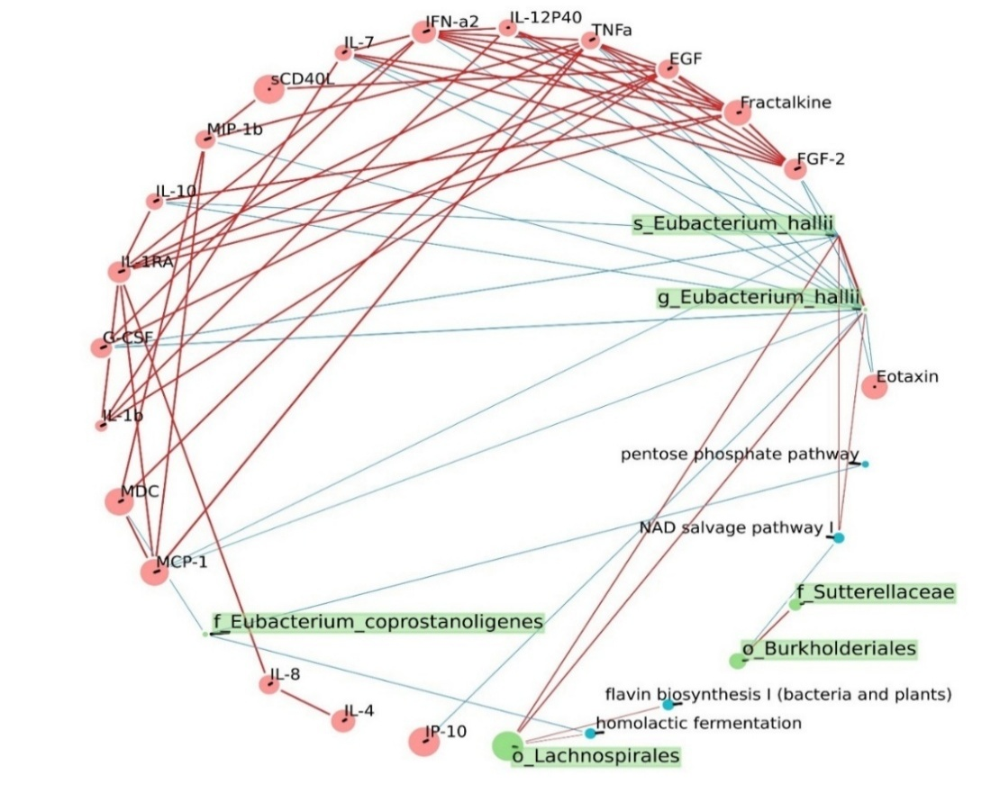 IL-12P40
IFN-a2
TNFa
IL-7
EGF
sCD40L
Fractalkine
MIP-1b
FGF-2
IL-10
s_Eubacterium_hallii
IL-1RA
g_Eubacterium_hallii
G-CSF
Eotaxin
IL-1b
pentose phosphate pathway
MDC
NAD salvage pathway I
MCP-1
f_Sutterellaceae
f_Eubacterium_coprostanoligenes
o_Burkholderiales
IL-8
flavin biosynthesis I (bacteria and plants)
IL-4
homolactic fermentation
IP-10
o_Lachnospirales